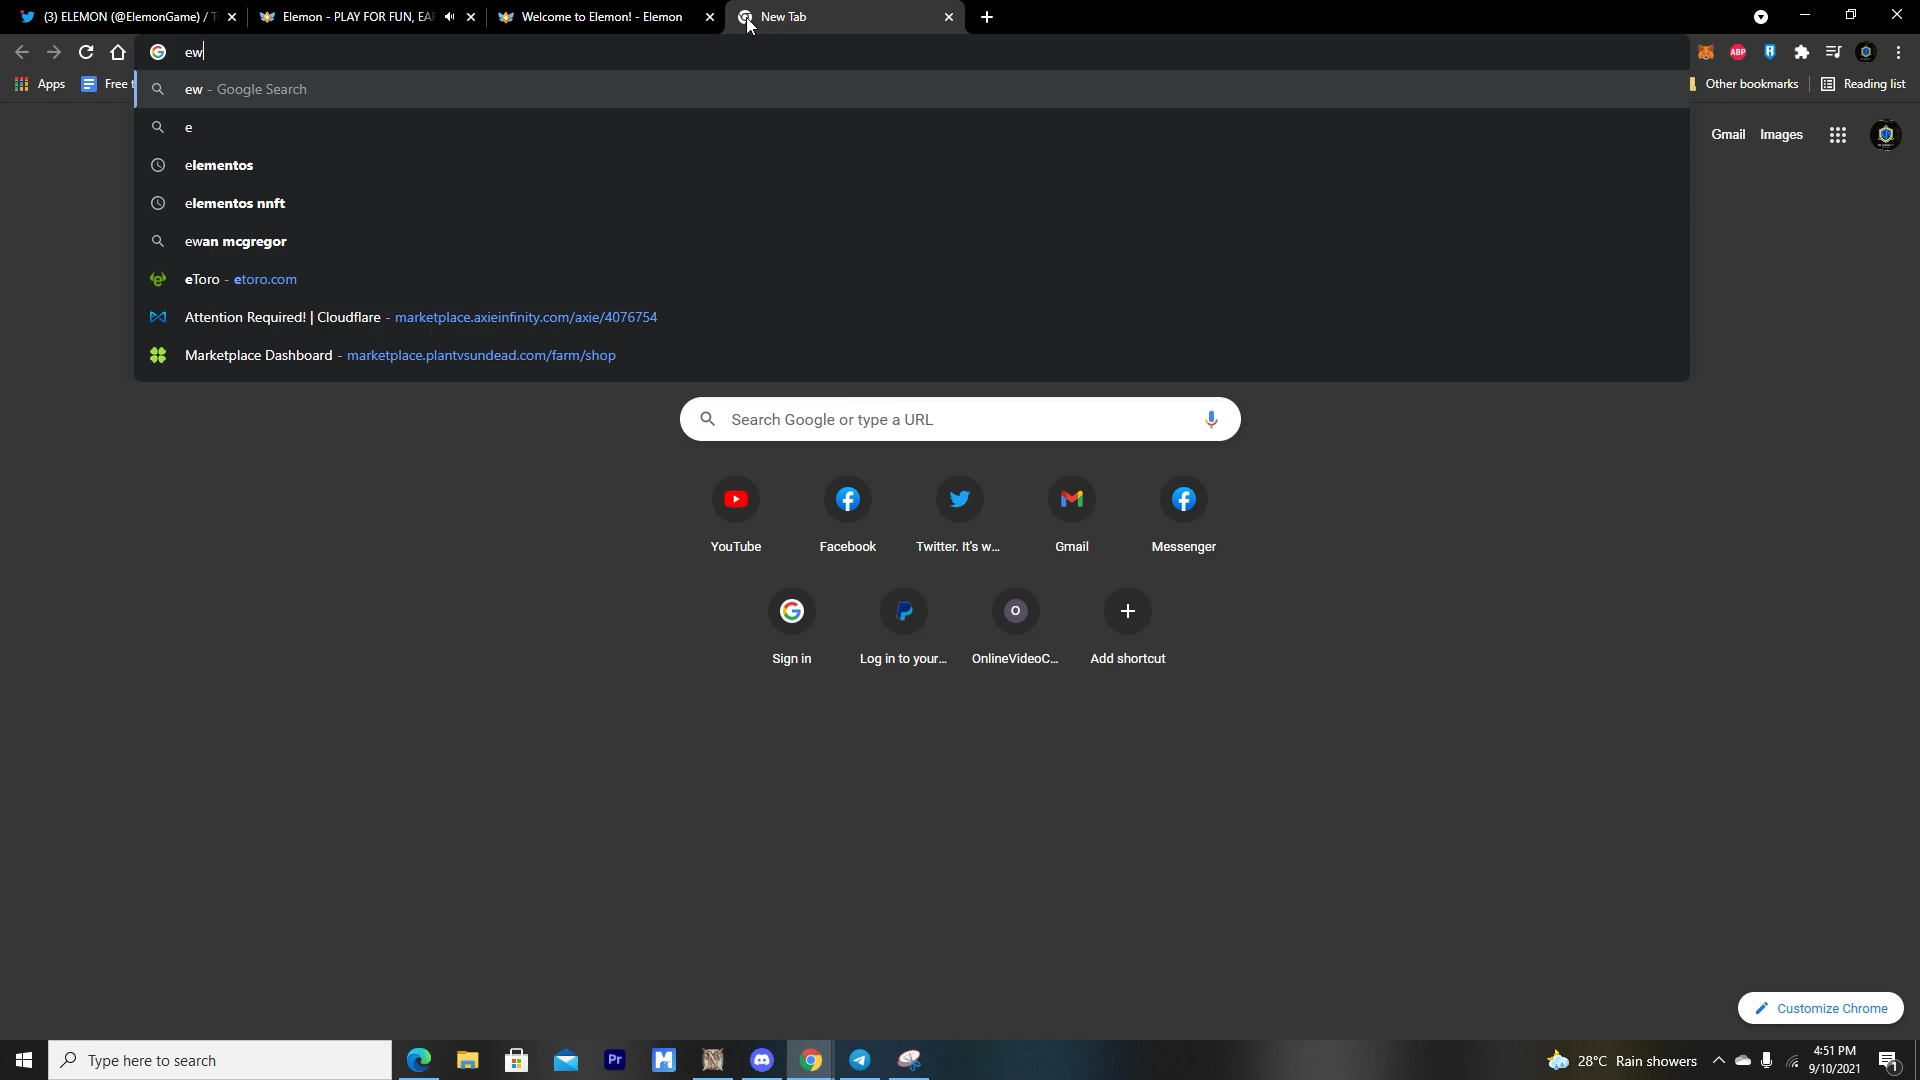 (3) ELEMON (@ElemonGame) / T
Elemon - PLAY FOR FUN, EA
Welcome to Elemon! - Elemon
New Tab
ew
ABP
Apps
Free t
Other bookmarks
Reading list
ew - Google Search
e
elementos
elementos nnft
ewan mcgregor
eToro - etoro.com
Attention Required! | Cloudflare - marketplace.axieinfinity.com/axie/4076754
Marketplace Dashboard - marketplace.plantvsundead.com/farm/shop
Gmail
Images
Search Google or type a URL
YouTube
Facebook
Twitter. It's w...
Gmail
Messenger
O
Sign in
Log in to your...
OnlineVideoC...
Add shortcut
Customize Chrome
Type here to search
Pr
28°C Rain showers
4:51 PM
9/10/2021
1